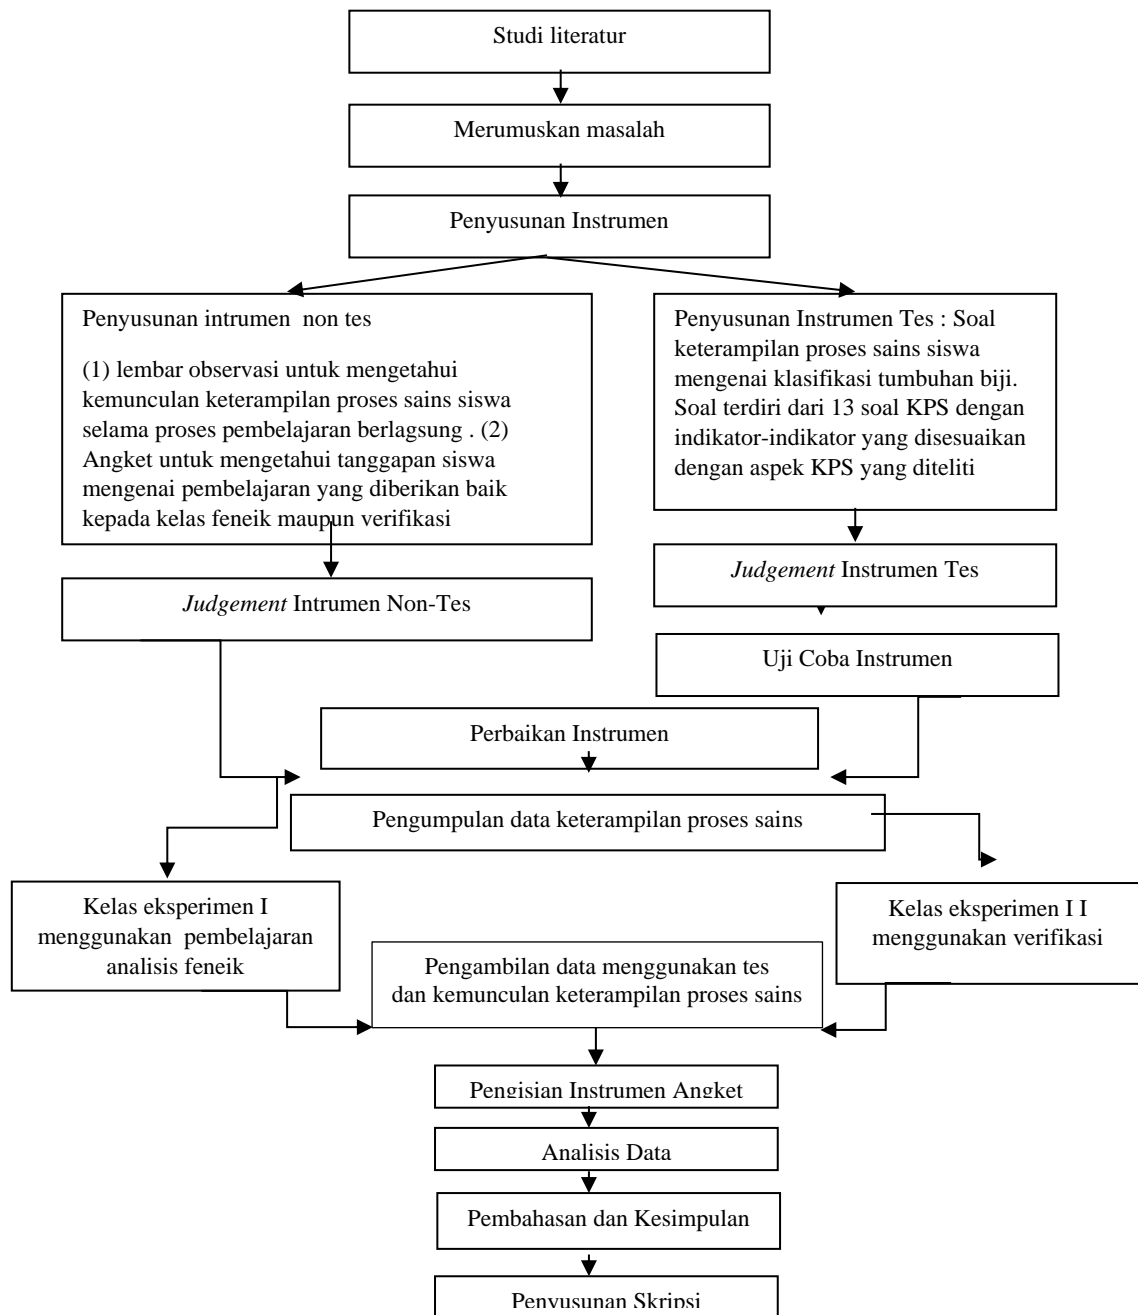 Studi literatur
Merumuskan masalah
Penyusunan Instrumen
Penyusunan intrumen  non tes
(1) lembar observasi untuk mengetahui
kemunculan keterampilan proses sains siswa
selama proses pembelajaran berlagsung . (2)
Angket untuk mengetahui tanggapan siswa
mengenai pembelajaran yang diberikan baik
kepada kelas feneik maupun verifikasi
Penyusunan Instrumen Tes : Soal
keterampilan proses sains siswa
mengenai klasifikasi tumbuhan biji.
Soal terdiri dari 13 soal KPS dengan
indikator-indikator yang disesuaikan
dengan aspek KPS yang diteliti
Judgement Intrumen Non-Tes
Judgement Instrumen Tes
Uji Coba Instrumen
Perbaikan Instrumen
Pengumpulan data keterampilan proses sains
Kelas eksperimen I
menggunakan  pembelajaran
analisis feneik
Kelas eksperimen I I
menggunakan verifikasi
Pengambilan data menggunakan tes
dan kemunculan keterampilan proses sains
Pengisian Instrumen Angket
Analisis Data
Pembahasan dan Kesimpulan
Penyusunan Skripsi